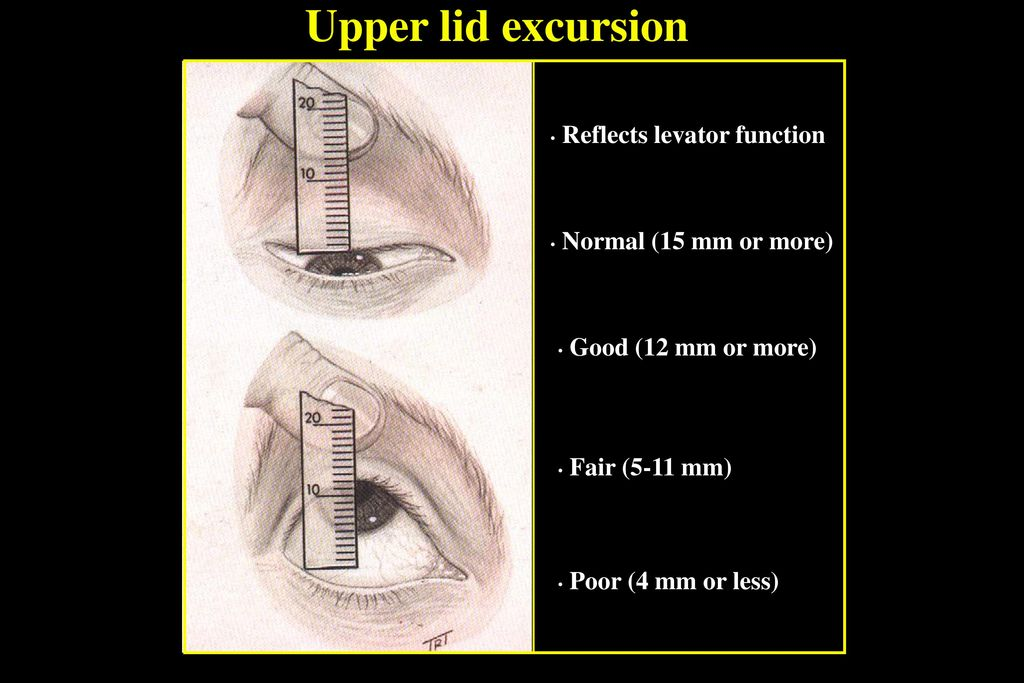 Upper lid excursion
20
10
20
10
TRT
• Reflects levator function
• Normal (15 mm or more)
• Good (12 mm or more)
• Fair (5-11 mm)
• Poor (4 mm or less)